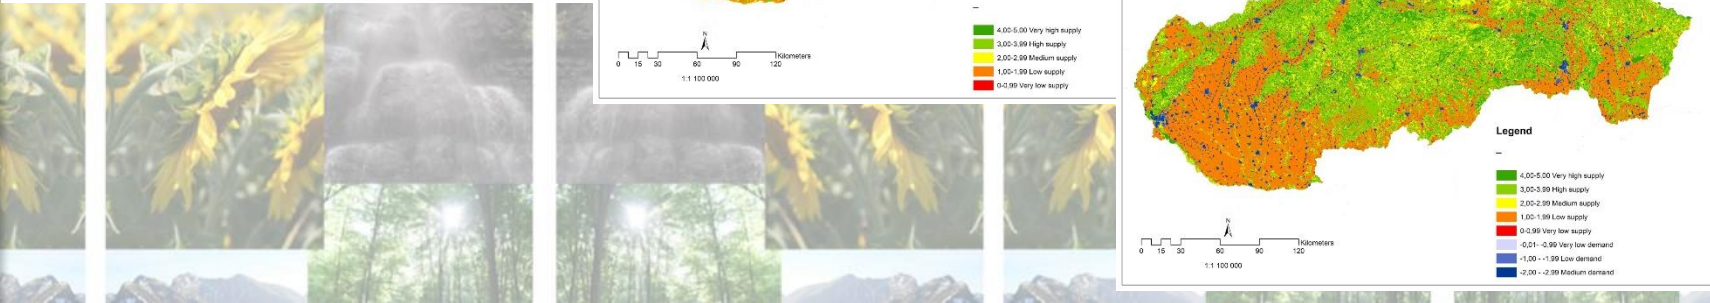 4,00-5,00 Very high supply
3,00-3,99 High supply
2,00-2,99 Medium supply
1,00-1,99 Low supply
0-0,99 Very low supply
N
0 15 30 60 90 120 Kilometers
1:1 100 000
Legend
4,00-5,00 Very high supply
3,00-3,99 High supply
2,00-2,99 Medium supply
1,00-1,99 Low supply
0-0,99 Very low supply
-0,01- -0,99 Very low demand
-1,00 - -1,99 Low demand
-2,00 - -2,99 Medium demand
N
0 15 30 60 90 120 Kilometers
1:1 100 000